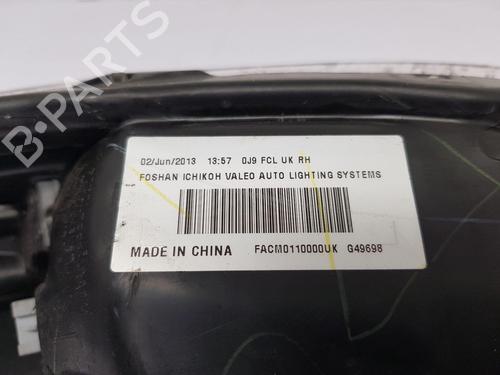 B-PARTS
02/Jun/2013 13:57 0J9 FCL UK RH
FOSHAN ICHIKOH VALEO AUTO LIGHTING SYSTEMS
MADE IN CHINA FACM0110000UK G49698